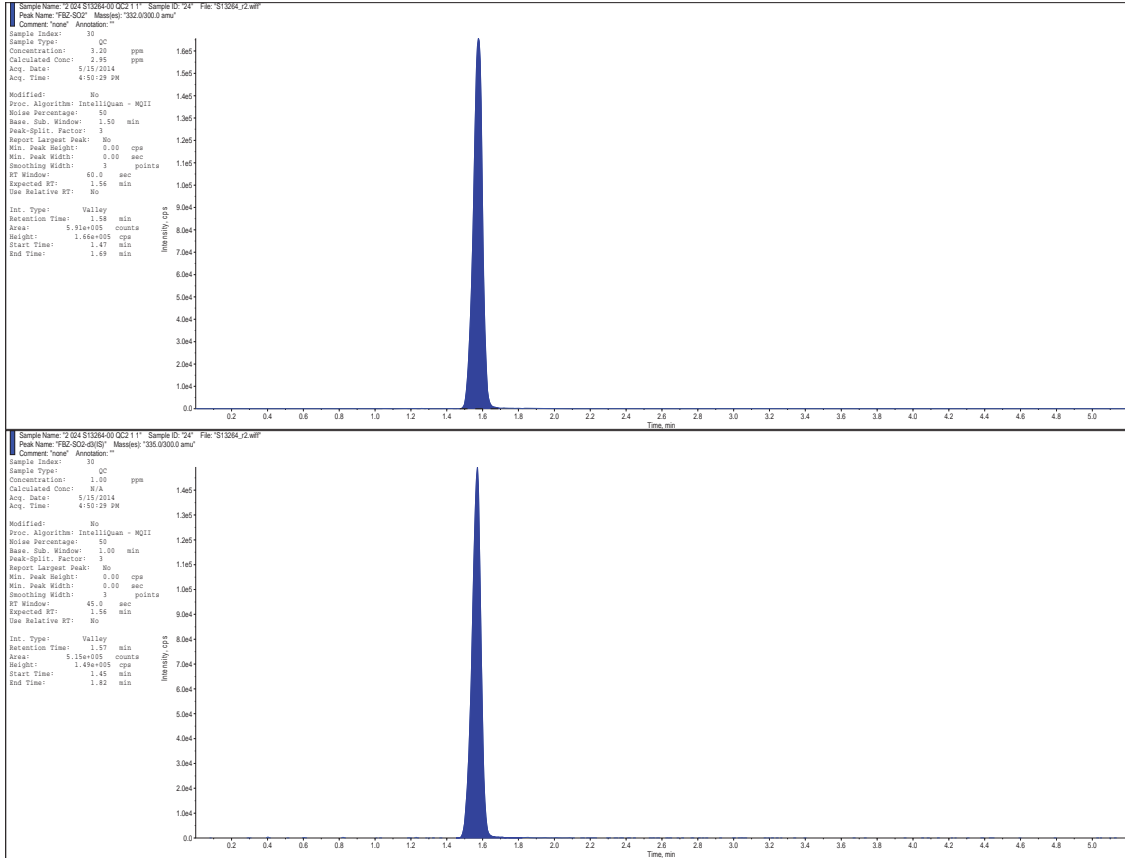 Sample Name: "2 024 S13264-00 QC2 1 1" Sample ID: "24" File: "S13264_r2.wiff"
Peak Name: "FBZ-SO2" Mass(es): "332.0/300.0 amu"
Comment: "none" Annotation: ""
Sample Index: 30
Sample Type: QC
Concentration: 3.20 ppm
Calculated Conc: 2.95 ppm
Acq. Date: 5/15/2014
Acq. Time: 4:50:29 PM
Modified: No
Proc. Algorithm: IntelliQuan - MQII
Noise Percentage: 50
Base. Sub. Window: 1.50 min
Peak-Split. Factor: 3
Report Largest Peak: No
Min. Peak Height: 0.00 cps
Min. Peak Width: 0.00 sec
Smoothing Width: 3 points
RT Window: 60.0 sec
Expected RT: 1.56 min
Use Relative RT: No
Int. Type: Valley
Retention Time: 1.58 min
Area: 5.91e+005 counts
Height: 1.66e+005 cps
Start Time: 1.47 min
End Time: 1.69 min
Intensity, cps
1.6e5
1.5e5
1.4e5
1.3e5
1.2e5
1.1e5
1.0e5
9.0e4
8.0e4
7.0e4
6.0e4
5.0e4
4.0e4
3.0e4
2.0e4
1.0e4
0.0
0.2 0.4 0.6 0.8 1.0 1.2 1.4 1.6 1.8 2.0 2.2 2.4 2.6 2.8 3.0 3.2 3.4 3.6 3.8 4.0 4.2 4.4 4.6 4.8 5.0
Time, min
Sample Name: "2 024 S13264-00 QC2 1 1" Sample ID: "24" File: "S13264_r2.wiff"
Peak Name: "FBZ-SO2-d3(IS)" Mass(es): "335.0/300.0 amu"
Comment: "none" Annotation: ""
Sample Index: 30
Sample Type: QC
Concentration: 1.00 ppm
Calculated Conc: N/A
Acq. Date: 5/15/2014
Acq. Time: 4:50:29 PM
Modified: No
Proc. Algorithm: IntelliQuan - MQII
Noise Percentage: 50
Base. Sub. Window: 1.00 min
Peak-Split. Factor: 3
Report Largest Peak: No
Min. Peak Height: 0.00 cps
Min. Peak Width: 0.00 sec
Smoothing Width: 3 points
RT Window: 45.0 sec
Expected RT: 1.56 min
Use Relative RT: No
Int. Type: Valley
Retention Time: 1.57 min
Area: 5.15e+005 counts
Height: 1.49e+005 cps
Start Time: 1.45 min
End Time: 1.82 min
Intensity, cps
1.4e5
1.3e5
1.2e5
1.1e5
1.0e5
9.0e4
8.0e4
7.0e4
6.0e4
5.0e4
4.0e4
3.0e4
2.0e4
1.0e4
0.0
0.2 0.4 0.6 0.8 1.0 1.2 1.4 1.6 1.8 2.0 2.2 2.4 2.6 2.8 3.0 3.2 3.4 3.6 3.8 4.0 4.2 4.4 4.6 4.8 5.0
Time, min